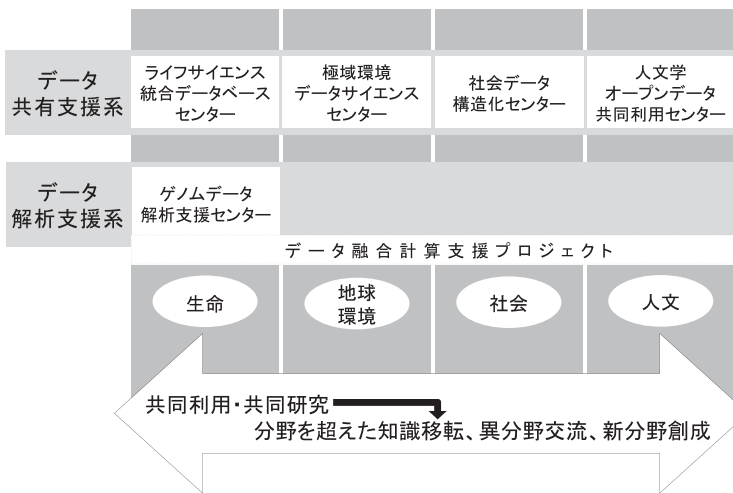 データ
共有支援系
ライフサイエンス
統合データベース
センター
極域環境
データサイエンス
センター
社会データ
構造化センター
人文学
オープンデータ
共同利用センター
データ
解析支援系
ゲノムデータ
解析支援センター
データ融合計算支援プロジェクト
生命
地球
環境
社会
人文
共同利用・共同研究
分野を超えた知識移転、異分野交流、新分野創成